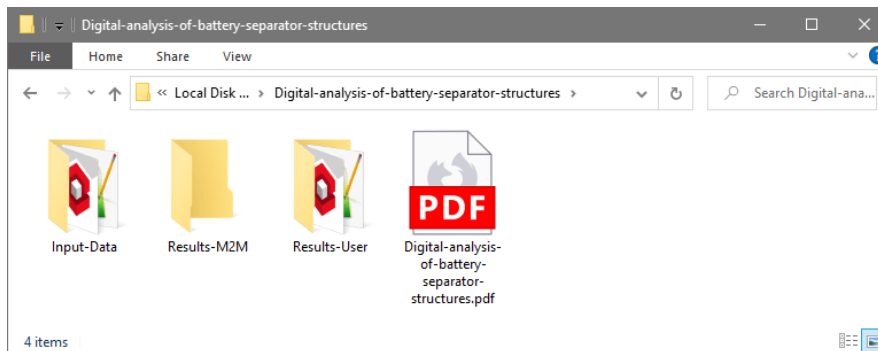 Digital-analysis-of-battery-separator-structures
File Home Share View
« Local Disk ... › Digital-analysis-of-battery-separator-structures ›
Search Digital-ana...
PDF
Input-Data
Results-M2M
Results-User
Digital-analysis-
of-battery-
separator-
structures.pdf
4 items